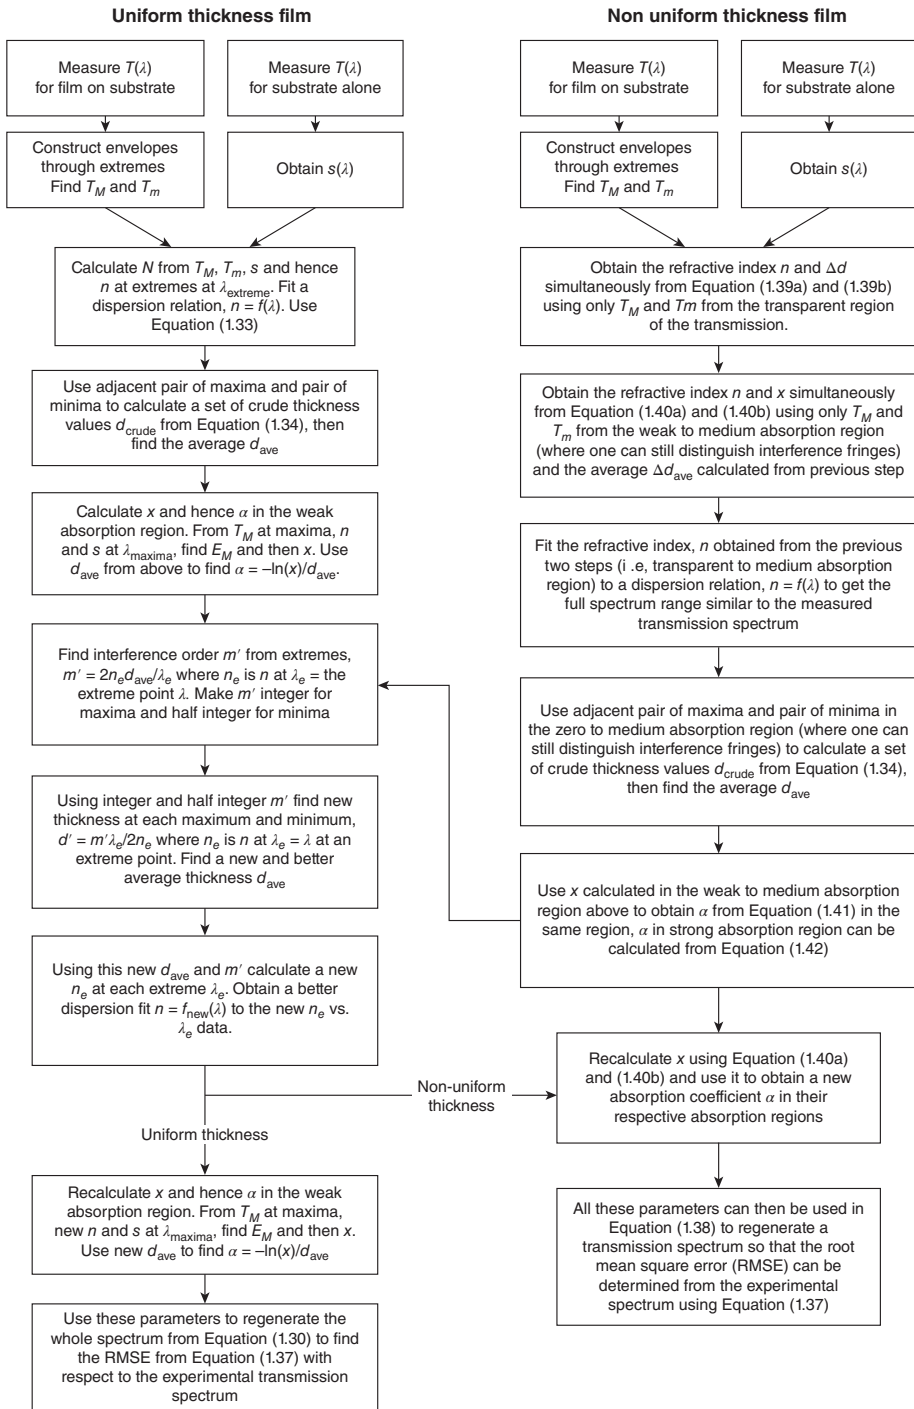 Uniform thickness film
Measure T(λ)
for film on substrate
Measure T(λ)
for substrate alone
Construct envelopes
through extremes
Find T_M and T_m
Obtain s(λ)
Calculate N from T_M, T_m, s and hence
n at extremes at λ_extreme. Fit a
dispersion relation, n = f(λ). Use
Equation (1.33)
Use adjacent pair of maxima and pair of
minima to calculate a set of crude thickness
values d_crude from Equation (1.34), then
find the average d_ave
Calculate x and hence α in the weak
absorption region. From T_M at maxima, n
and s at λ_maxima, find E_M and then x. Use
d_ave from above to find α = –ln(x)/d_ave.
Find interference order m′ from extremes,
m′ = 2n_e d_ave/λ_e where n_e is n at λ_e = the
extreme point λ. Make m′ integer for
maxima and half integer for minima
Using integer and half integer m′ find new
thickness at each maximum and minimum,
d′ = m′λ_e/2n_e where n_e is n at λ_e = λ at an
extreme point. Find a new and better
average thickness d_ave
Using this new d_ave and m′ calculate a new
n_e at each extreme λ_e. Obtain a better
dispersion fit n = f_new(λ) to the new n_e vs.
λ_e data.
Uniform thickness
Non-uniform
thickness
Recalculate x and hence α in the weak
absorption region. From T_M at maxima,
new n and s at λ_maxima, find E_M and then x.
Use new d_ave to find α = –ln(x)/d_ave
Use these parameters to regenerate the
whole spectrum from Equation (1.30) to find
the RMSE from Equation (1.37) with
respect to the experimental transmission
spectrum
Non uniform thickness film
Measure T(λ)
for film on substrate
Measure T(λ)
for substrate alone
Construct envelopes
through extremes
Find T_M and T_m
Obtain s(λ)
Obtain the refractive index n and Δd
simultaneously from Equation (1.39a) and (1.39b)
using only T_M and Tm from the transparent region
of the transmission.
Obtain the refractive index n and x simultaneously
from Equation (1.40a) and (1.40b) using only T_M and
T_m from the weak to medium absorption region
(where one can still distinguish interference fringes)
and the average Δd_ave calculated from previous step
Fit the refractive index, n obtained from the previous
two steps (i .e, transparent to medium absorption
region) to a dispersion relation, n = f(λ) to get the
full spectrum range similar to the measured
transmission spectrum
Use adjacent pair of maxima and pair of minima in
the zero to medium absorption region (where one can
still distinguish interference fringes) to calculate a set
of crude thickness values d_crude from Equation (1.34),
then find the average d_ave
Use x calculated in the weak to medium absorption
region above to obtain α from Equation (1.41) in the
same region, α in strong absorption region can be
calculated from Equation (1.42)
Recalculate x using Equation (1.40a)
and (1.40b) and use it to obtain a new
absorption coefficient α in their
respective absorption regions
All these parameters can then be used in
Equation (1.38) to regenerate a
transmission spectrum so that the root
mean square error (RMSE) can be
determined from the experimental
spectrum using Equation (1.37)